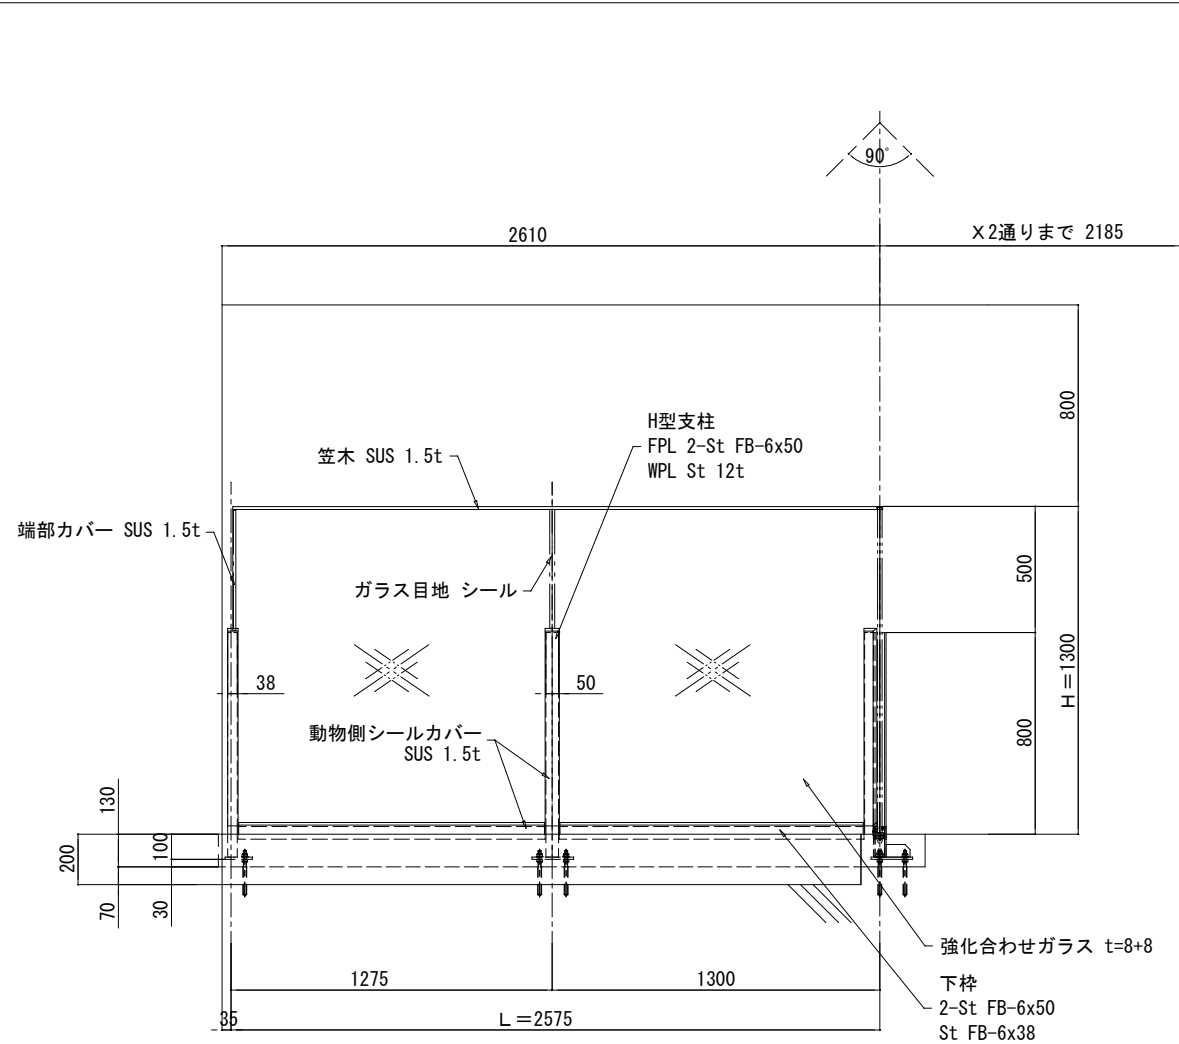 90°
2610
X2通りまで 2185
800
H型支柱
FPL 2-St FB-6x50
WPL St 12t
笠木 SUS 1.5t
端部カバー SUS 1.5t
ガラス目地 シール
500
H=1300
38
50
動物側シールカバー
SUS 1.5t
800
130
200
100
70
30
強化合わせガラス t=8+8
1275
1300
下枠
2-St FB-6x50
St FB-6x38
35
L=2575